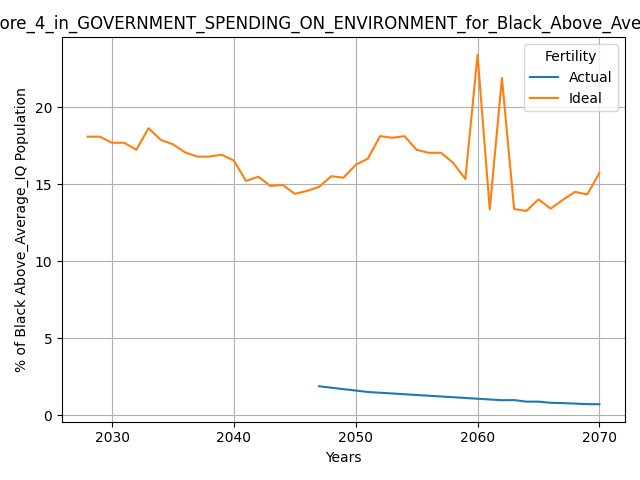 ore_4_in_GOVERNMENT_SPENDING_ON_ENVIRONMENT_for_Black_Above_Ave
Fertility
Actual
Ideal
% of Black Above_Average_IQ Population
20
15
10
5
0
2030 2040 2050 2060 2070
Years